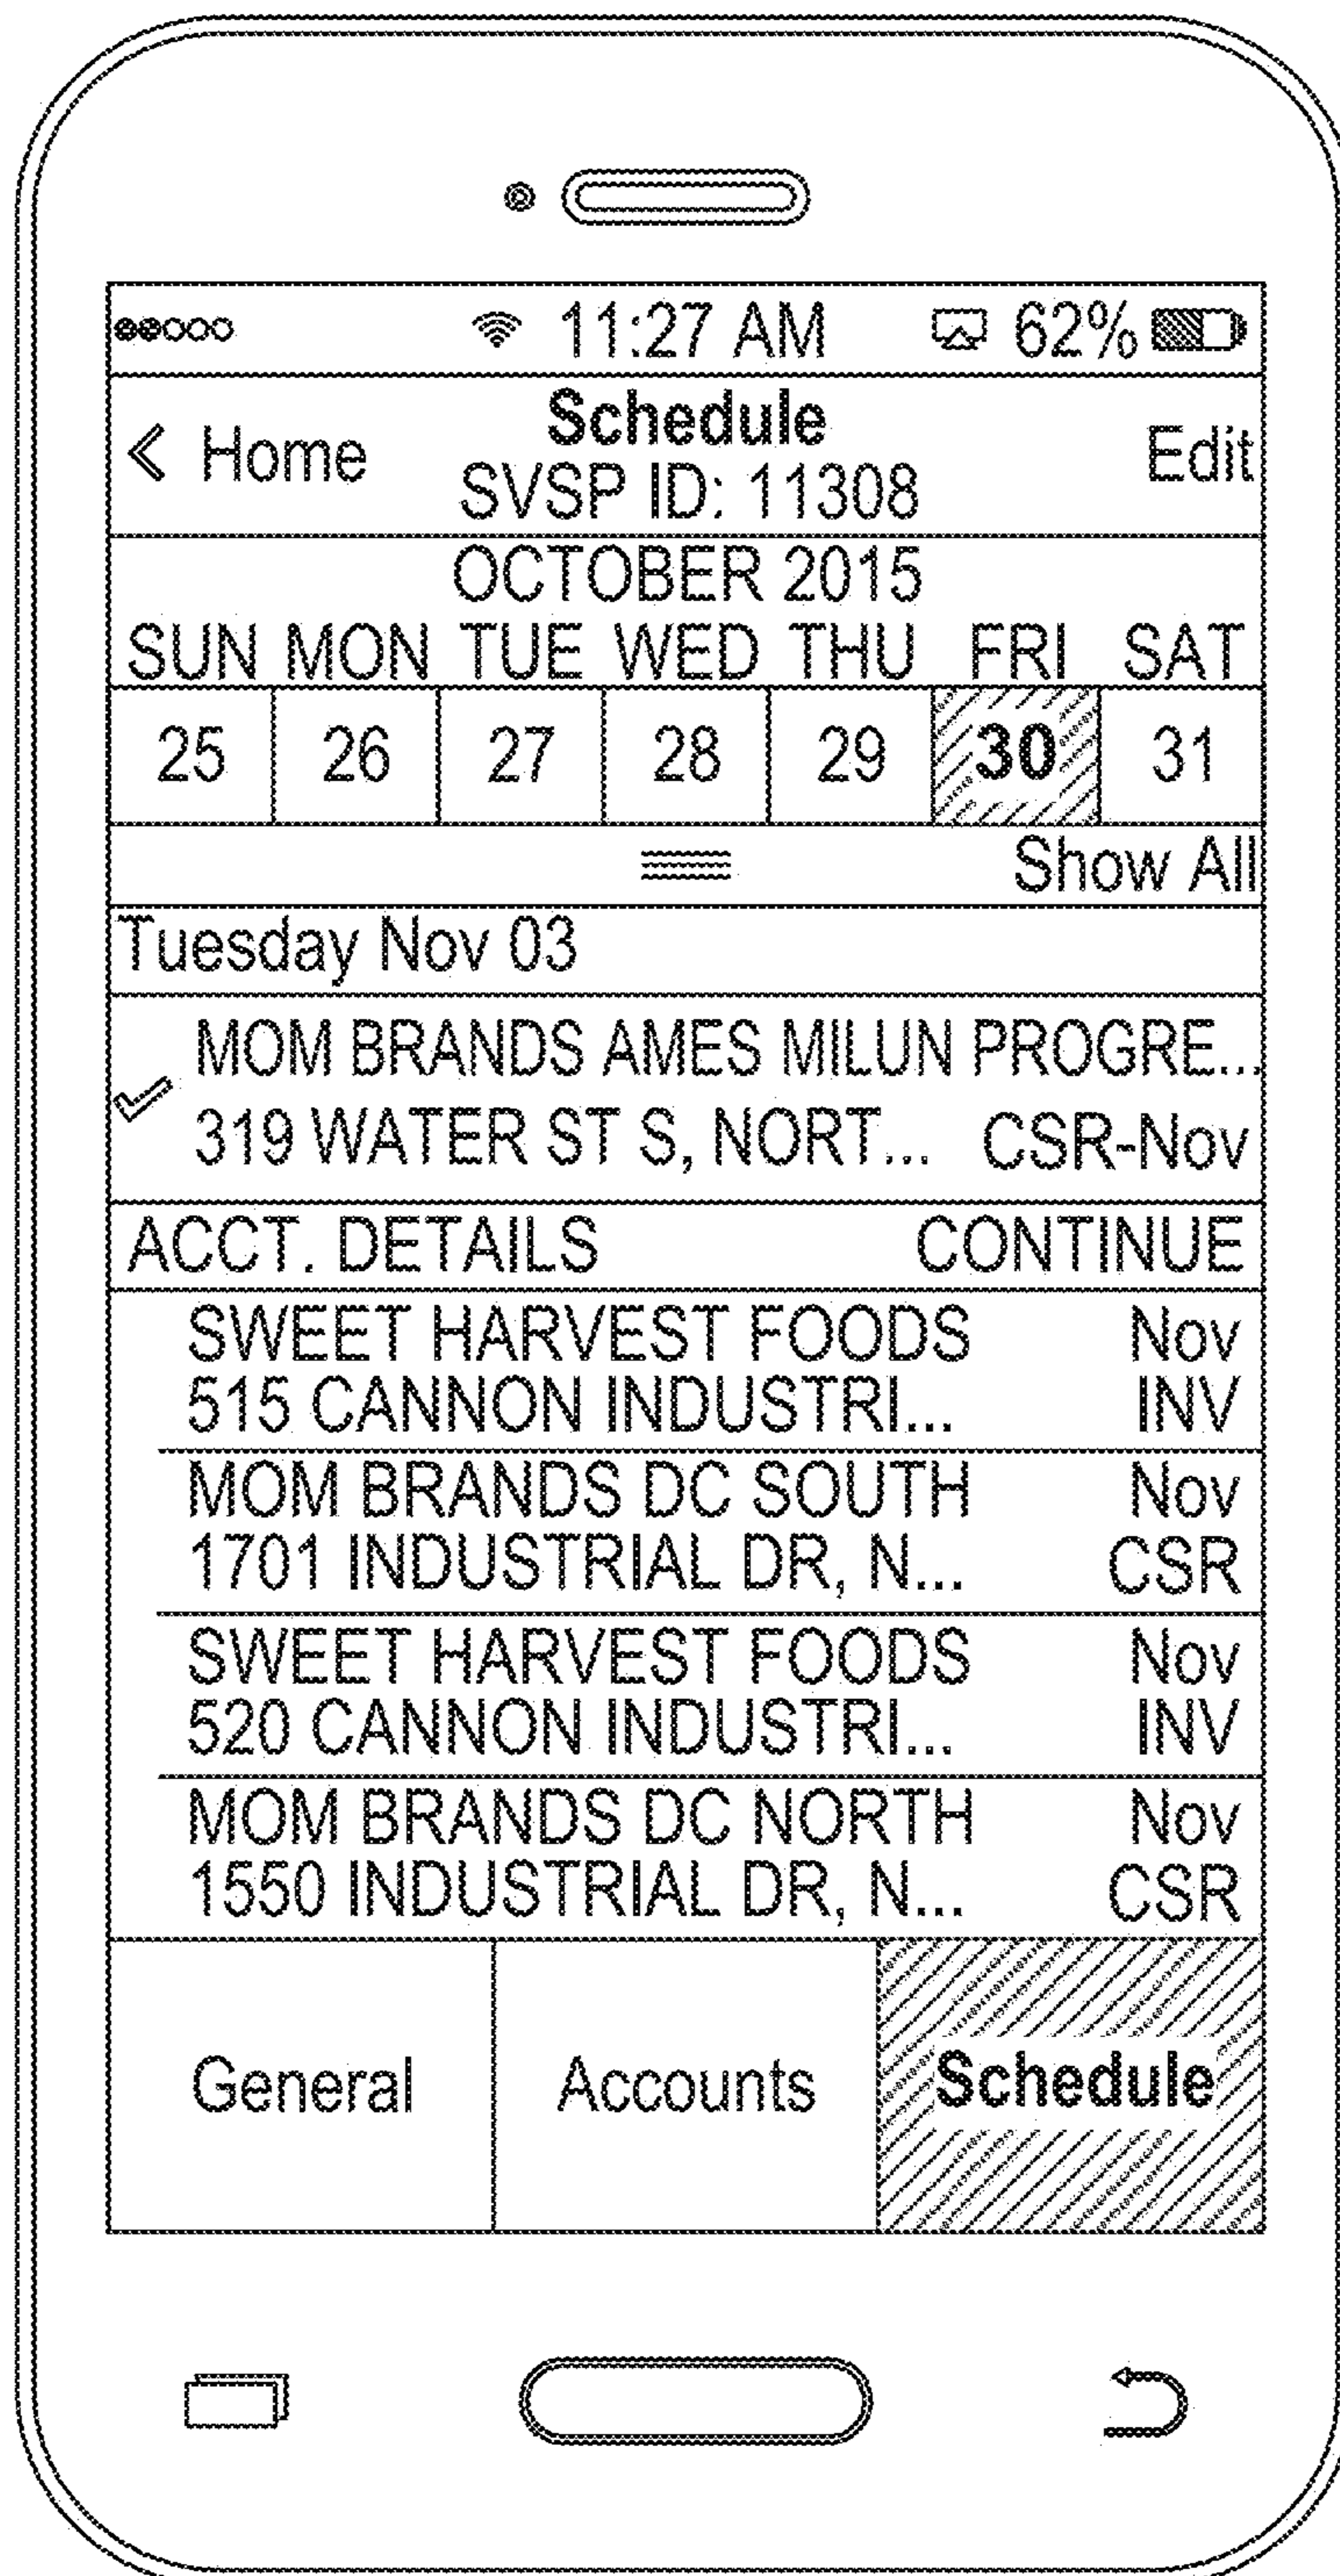 11:27 AM 62%
< Home Schedule Edit
SVSP ID: 11308
OCTOBER 2015
SUN MON TUE WED THU FRI SAT
25 26 27 28 29 30 31
Show All
Tuesday Nov 03
MOM BRANDS AMES MILUN PROGRE...
319 WATER ST S, NORT... CSR-Nov
ACCT. DETAILS CONTINUE
SWEET HARVEST FOODS Nov
515 CANNON INDUSTRI... INV
MOM BRANDS DC SOUTH Nov
1701 INDUSTRIAL DR, N... CSR
SWEET HARVEST FOODS Nov
520 CANNON INDUSTRI... INV
MOM BRANDS DC NORTH Nov
1550 INDUSTRIAL DR, N... CSR
General Accounts Schedule